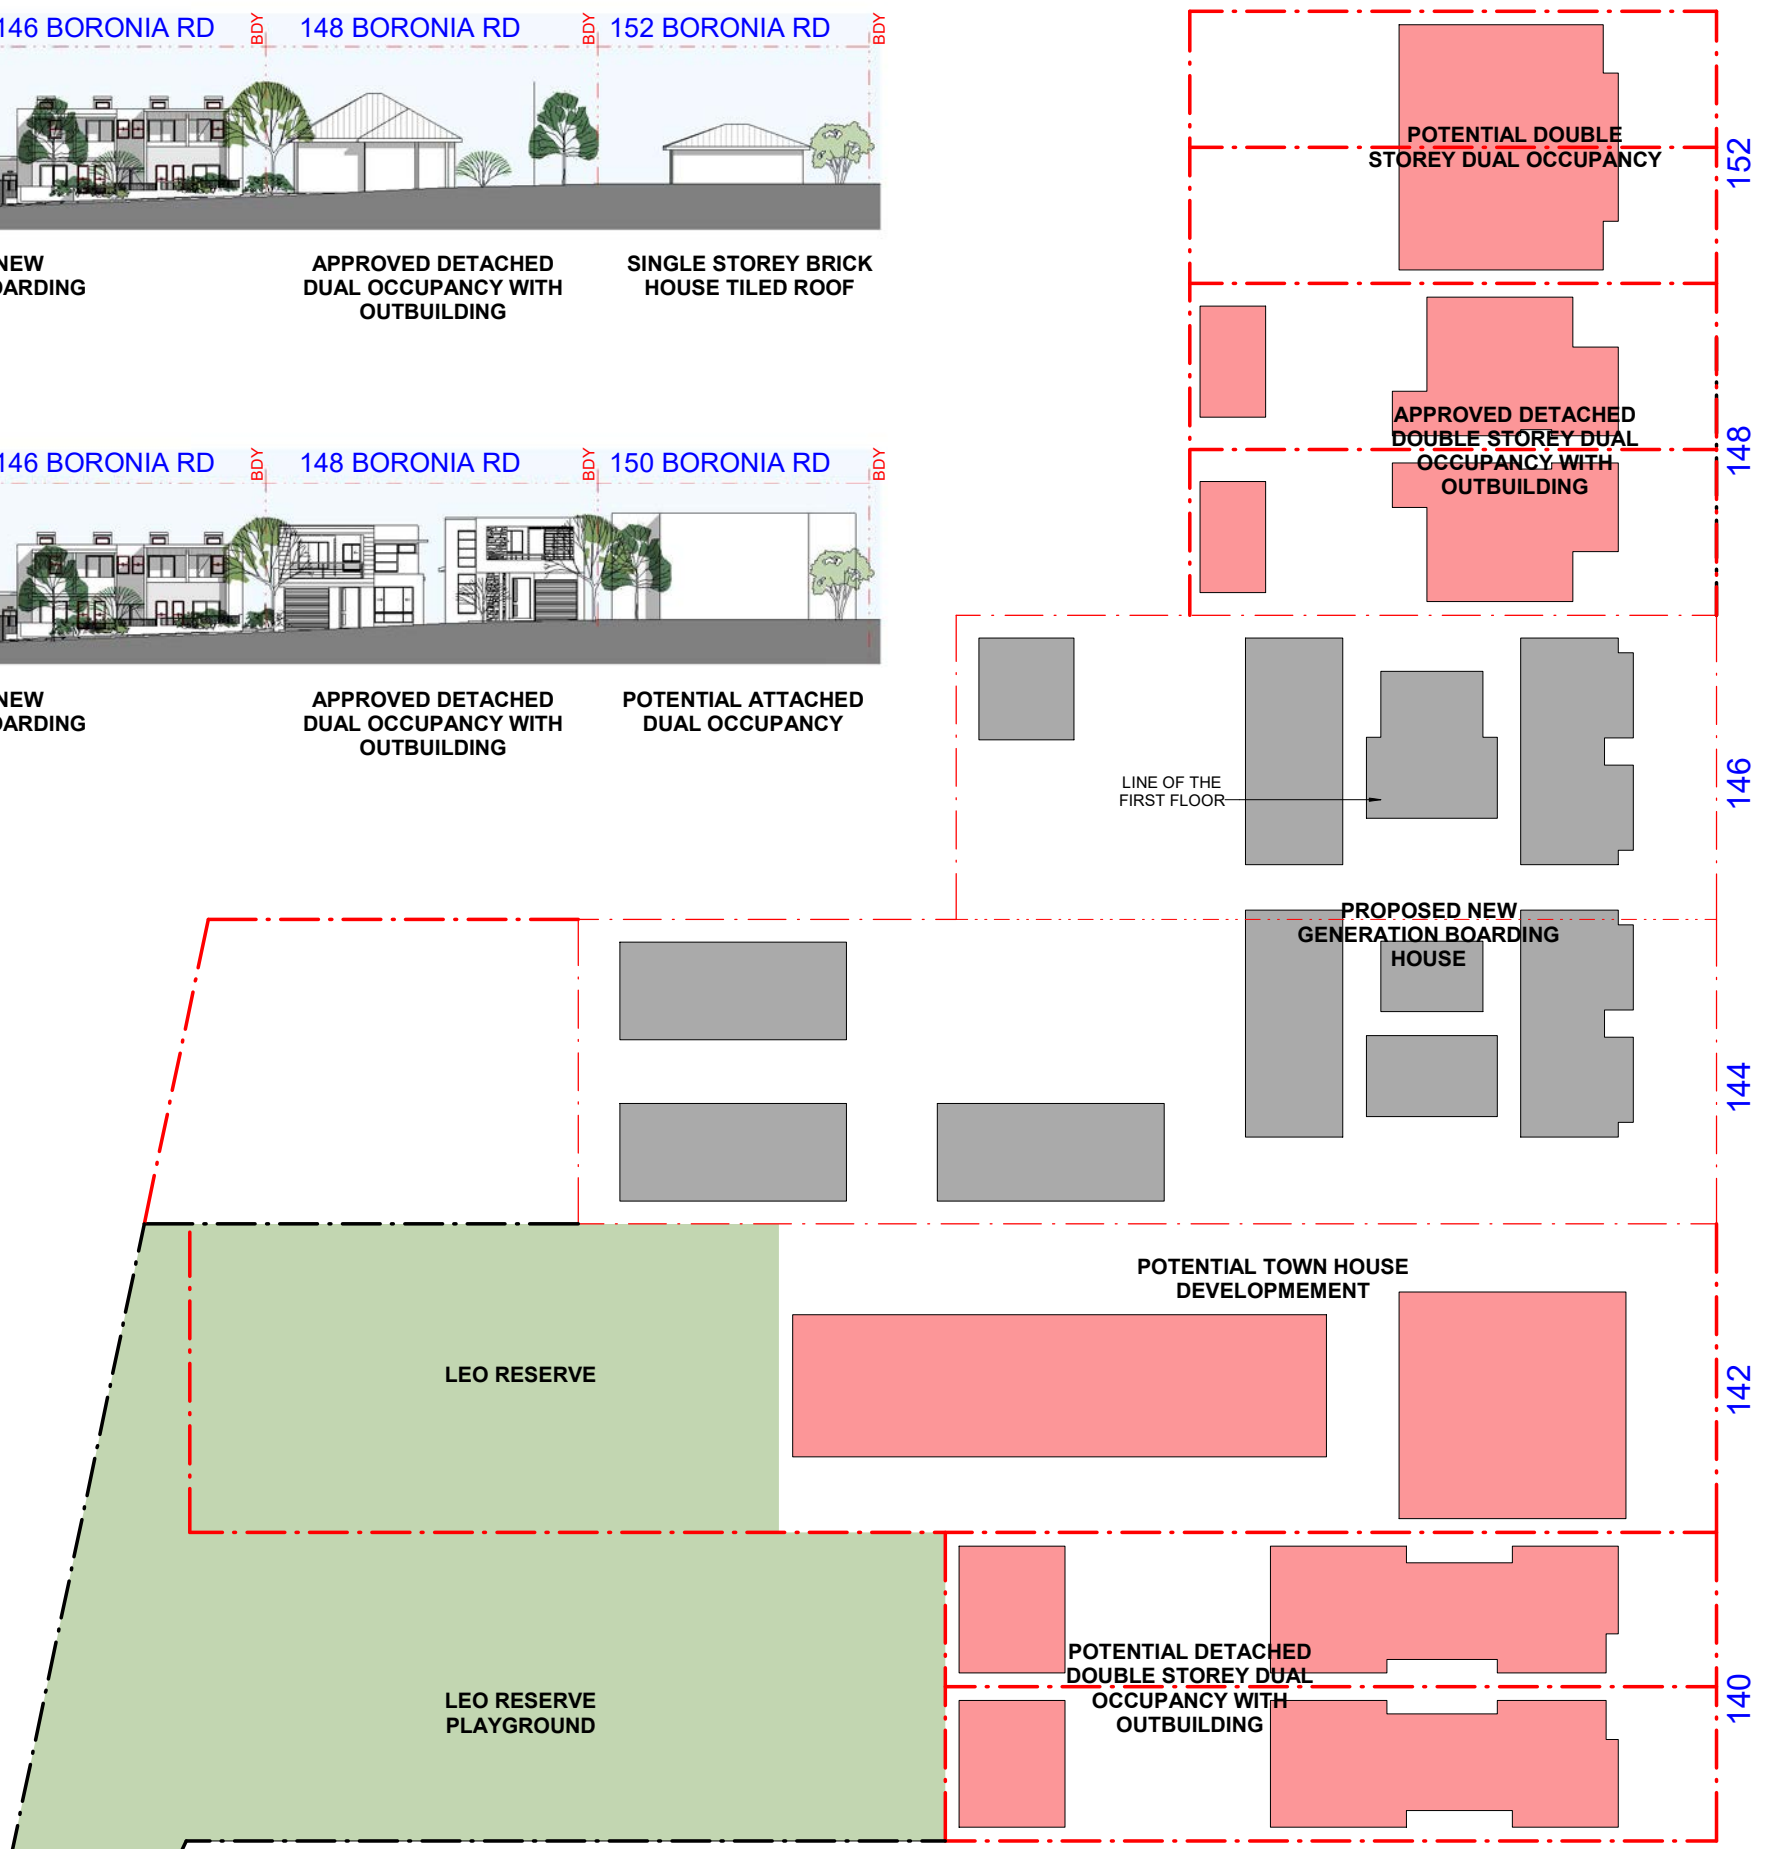 146 BORONIA RD
BDY
148 BORONIA RD
BDY
152 BORONIA RD
BDY
NEW
OARDING
APPROVED DETACHED
DUAL OCCUPANCY WITH
OUTBUILDING
SINGLE STOREY BRICK
HOUSE TILED ROOF
146 BORONIA RD
BDY
148 BORONIA RD
BDY
150 BORONIA RD
BDY
NEW
OARDING
APPROVED DETACHED
DUAL OCCUPANCY WITH
OUTBUILDING
POTENTIAL ATTACHED
DUAL OCCUPANCY
POTENTIAL DOUBLE
STOREY DUAL OCCUPANCY
152
APPROVED DETACHED
DOUBLE STOREY DUAL
OCCUPANCY WITH
OUTBUILDING
148
LINE OF THE
FIRST FLOOR
146
PROPOSED NEW
GENERATION BOARDING
HOUSE
144
POTENTIAL TOWN HOUSE
DEVELOPMEMENT
LEO RESERVE
142
POTENTIAL DETACHED
DOUBLE STOREY DUAL
OCCUPANCY WITH
OUTBUILDING
LEO RESERVE
PLAYGROUND
140